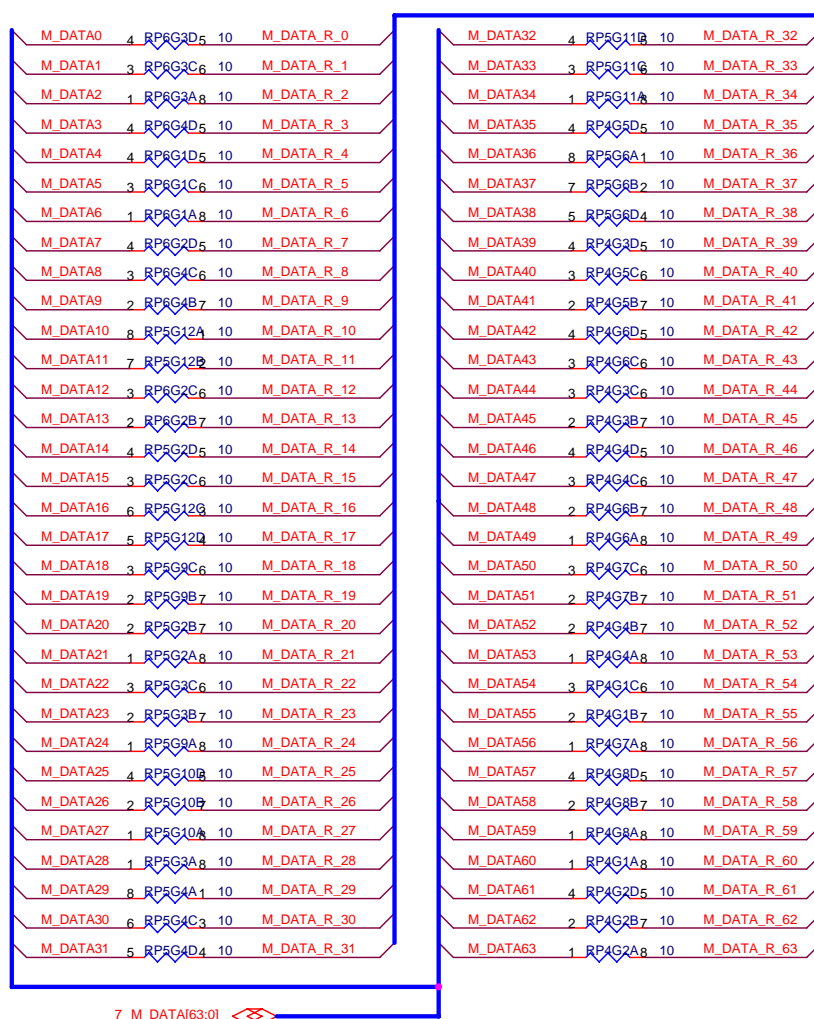 M_DATA0 4 RP6G3D 5 10 M_DATA_R_0
M_DATA1 3 RP6G3C 6 10 M_DATA_R_1
M_DATA2 1 RP6G3A 8 10 M_DATA_R_2
M_DATA3 4 RP6G4D 5 10 M_DATA_R_3
M_DATA4 4 RP6G1D 5 10 M_DATA_R_4
M_DATA5 3 RP6G1C 6 10 M_DATA_R_5
M_DATA6 1 RP6G1A 8 10 M_DATA_R_6
M_DATA7 4 RP6G2D 5 10 M_DATA_R_7
M_DATA8 3 RP6G4C 6 10 M_DATA_R_8
M_DATA9 2 RP6G4B 7 10 M_DATA_R_9
M_DATA10 8 RP5G12A 1 10 M_DATA_R_10
M_DATA11 7 RP5G12B 2 10 M_DATA_R_11
M_DATA12 3 RP6G2C 6 10 M_DATA_R_12
M_DATA13 2 RP6G2B 7 10 M_DATA_R_13
M_DATA14 4 RP5G2D 5 10 M_DATA_R_14
M_DATA15 3 RP5G2C 6 10 M_DATA_R_15
M_DATA16 6 RP5G12C 3 10 M_DATA_R_16
M_DATA17 5 RP5G12D 4 10 M_DATA_R_17
M_DATA18 3 RP5G9C 6 10 M_DATA_R_18
M_DATA19 2 RP5G9B 7 10 M_DATA_R_19
M_DATA20 2 RP5G2B 7 10 M_DATA_R_20
M_DATA21 1 RP5G2A 8 10 M_DATA_R_21
M_DATA22 3 RP5G3C 6 10 M_DATA_R_22
M_DATA23 2 RP5G3B 7 10 M_DATA_R_23
M_DATA24 1 RP5G9A 8 10 M_DATA_R_24
M_DATA25 4 RP5G10D 5 10 M_DATA_R_25
M_DATA26 2 RP5G10B 7 10 M_DATA_R_26
M_DATA27 1 RP5G10A 8 10 M_DATA_R_27
M_DATA28 1 RP5G3A 8 10 M_DATA_R_28
M_DATA29 8 RP5G4A 1 10 M_DATA_R_29
M_DATA30 6 RP5G4C 3 10 M_DATA_R_30
M_DATA31 5 RP5G4D 4 10 M_DATA_R_31
M_DATA32 4 RP5G11D 5 10 M_DATA_R_32
M_DATA33 3 RP5G11C 6 10 M_DATA_R_33
M_DATA34 1 RP5G11A 8 10 M_DATA_R_34
M_DATA35 4 RP4G5D 5 10 M_DATA_R_35
M_DATA36 8 RP5G6A 1 10 M_DATA_R_36
M_DATA37 7 RP5G6B 2 10 M_DATA_R_37
M_DATA38 5 RP5G6D 4 10 M_DATA_R_38
M_DATA39 4 RP4G3D 5 10 M_DATA_R_39
M_DATA40 3 RP4G5C 6 10 M_DATA_R_40
M_DATA41 2 RP4G5B 7 10 M_DATA_R_41
M_DATA42 4 RP4G6D 5 10 M_DATA_R_42
M_DATA43 3 RP4G6C 6 10 M_DATA_R_43
M_DATA44 3 RP4G3C 6 10 M_DATA_R_44
M_DATA45 2 RP4G3B 7 10 M_DATA_R_45
M_DATA46 4 RP4G4D 5 10 M_DATA_R_46
M_DATA47 3 RP4G4C 6 10 M_DATA_R_47
M_DATA48 2 RP4G6B 7 10 M_DATA_R_48
M_DATA49 1 RP4G6A 8 10 M_DATA_R_49
M_DATA50 3 RP4G7C 6 10 M_DATA_R_50
M_DATA51 2 RP4G7B 7 10 M_DATA_R_51
M_DATA52 2 RP4G4B 7 10 M_DATA_R_52
M_DATA53 1 RP4G4A 8 10 M_DATA_R_53
M_DATA54 3 RP4G1C 6 10 M_DATA_R_54
M_DATA55 2 RP4G1B 7 10 M_DATA_R_55
M_DATA56 1 RP4G7A 8 10 M_DATA_R_56
M_DATA57 4 RP4G8D 5 10 M_DATA_R_57
M_DATA58 2 RP4G8B 7 10 M_DATA_R_58
M_DATA59 1 RP4G8A 8 10 M_DATA_R_59
M_DATA60 1 RP4G1A 8 10 M_DATA_R_60
M_DATA61 4 RP4G2D 5 10 M_DATA_R_61
M_DATA62 2 RP4G2B 7 10 M_DATA_R_62
M_DATA63 1 RP4G2A 8 10 M_DATA_R_63
7 M_DATA[63:0]